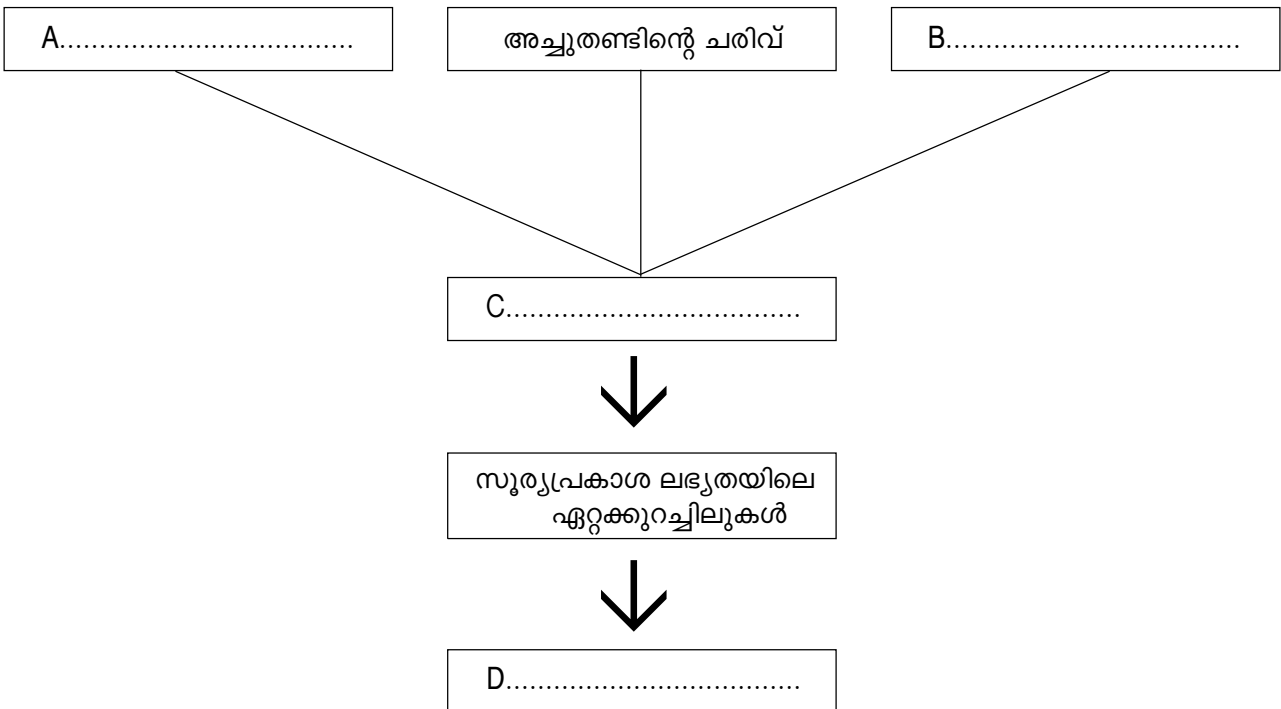 A.....................................
അച്ചുതണ്ടിന്റെ ചരിവ്
B.....................................
C.....................................
സൂര്യപ്രകാശ ലഭ്യതയിലെ
ഏറ്റക്കുറച്ചിലുകൾ
D.....................................